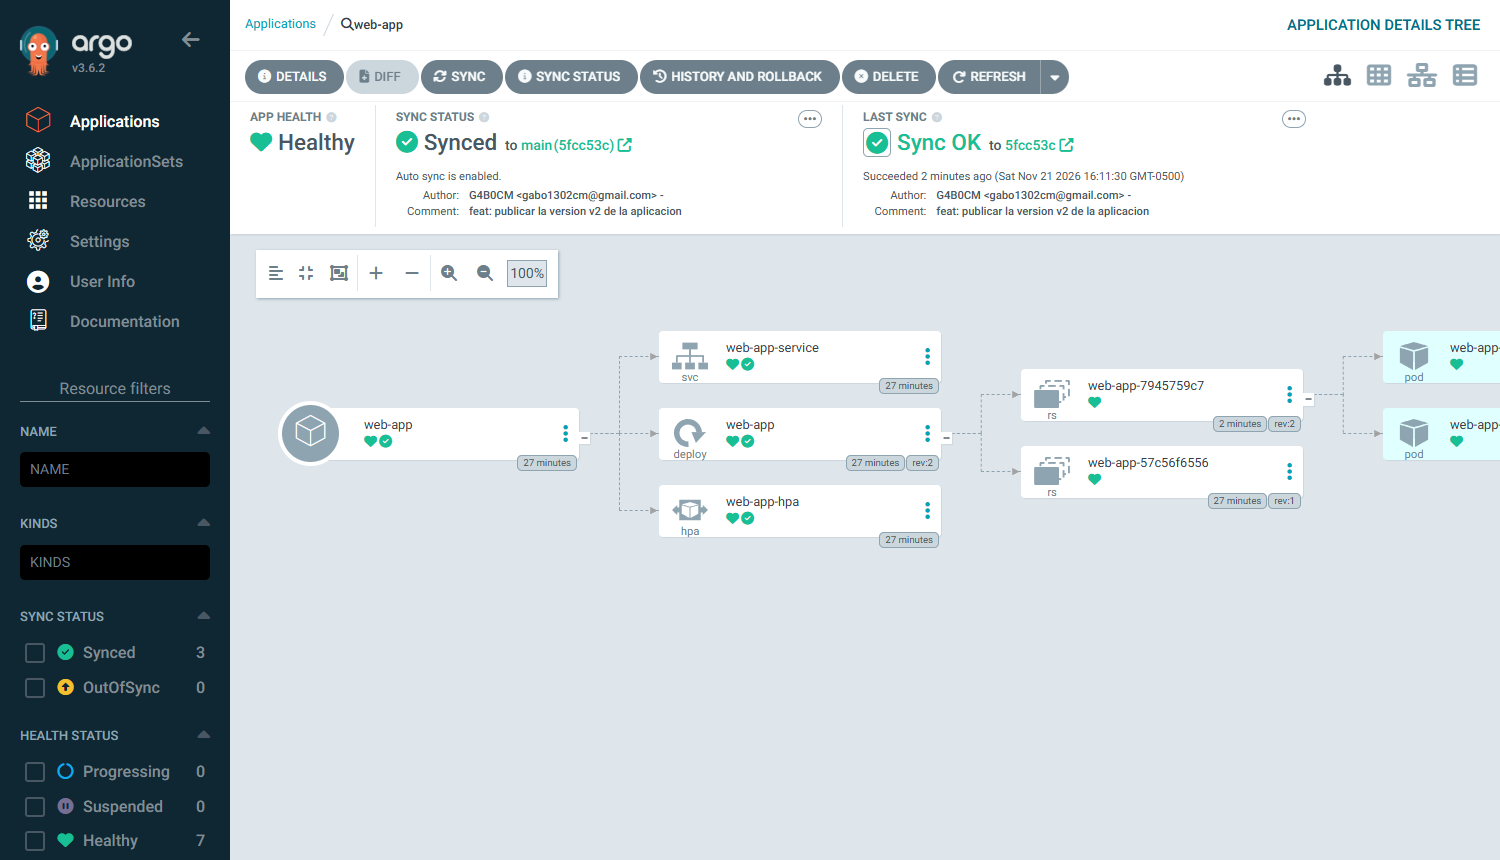 argo
v3.6.2
Applications
ApplicationSets
Resources
Settings
User Info
Documentation
Resource filters
NAME
NAME
KINDS
KINDS
SYNC STATUS
Synced 3
OutOfSync 0
HEALTH STATUS
Progressing 0
Suspended 0
Healthy 7
Applications / web-app
APPLICATION DETAILS TREE
DETAILS DIFF SYNC SYNC STATUS HISTORY AND ROLLBACK DELETE REFRESH
APP HEALTH
Healthy
SYNC STATUS
Synced to main (5fcc53c)
Auto sync is enabled.
Author: G4B0CM <gabo1302cm@gmail.com> -
Comment: feat: publicar la version v2 de la aplicacion
LAST SYNC
Sync OK to 5fcc53c
Succeeded 2 minutes ago (Sat Nov 21 2026 16:11:30 GMT-0500)
Author: G4B0CM <gabo1302cm@gmail.com> -
Comment: feat: publicar la version v2 de la aplicacion
100%
web-app
27 minutes
web-app-service
svc
27 minutes
web-app
deploy
27 minutes rev:2
web-app-hpa
hpa
27 minutes
web-app-7945759c7
rs
2 minutes rev:2
web-app-57c56f6556
rs
27 minutes rev:1
web-app-
pod
web-app-
pod